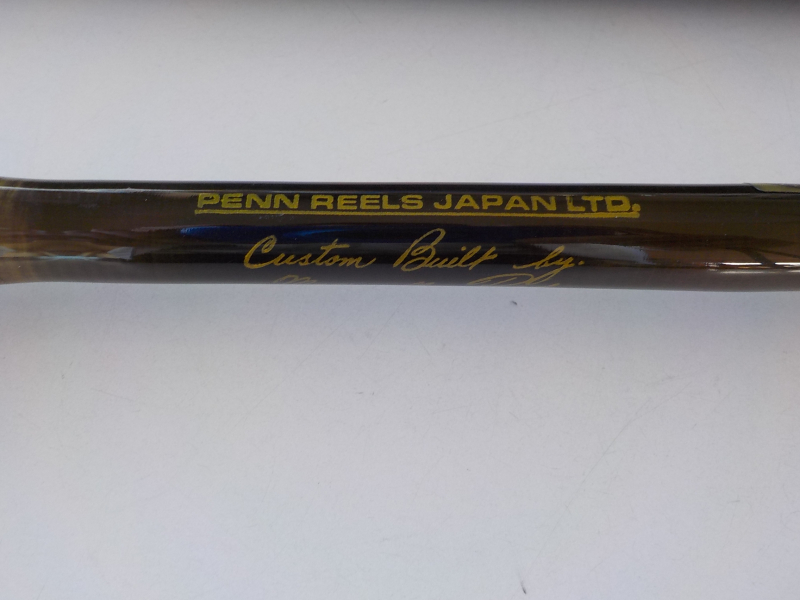 PENN REELS JAPAN LTD.
Custom Built by.